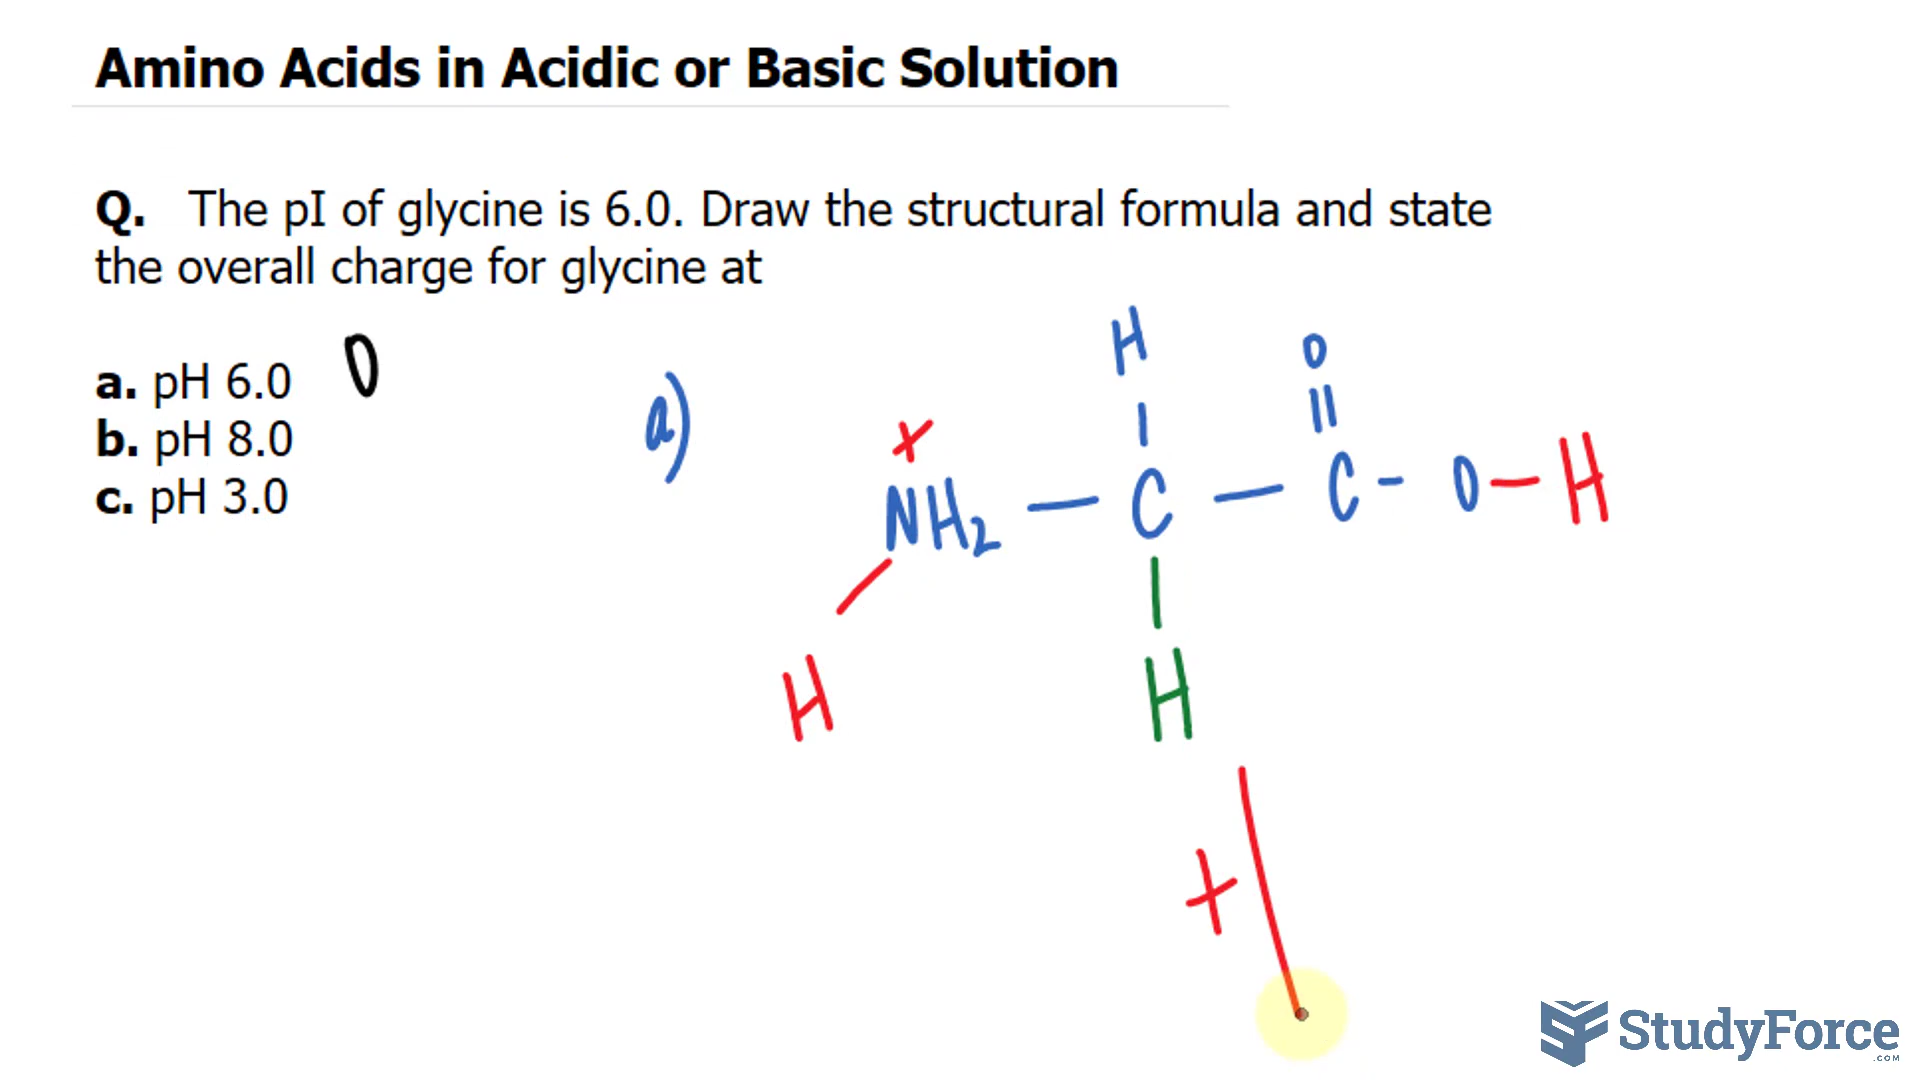 Amino Acids in Acidic or Basic Solution
Q. The pI of glycine is 6.0. Draw the structural formula and state
the overall charge for glycine at
a. pH 6.0 0
b. pH 8.0
c. pH 3.0
a)
H O
+
NH₂ — C — C - O — H
H H
+1
StudyForce
.COM